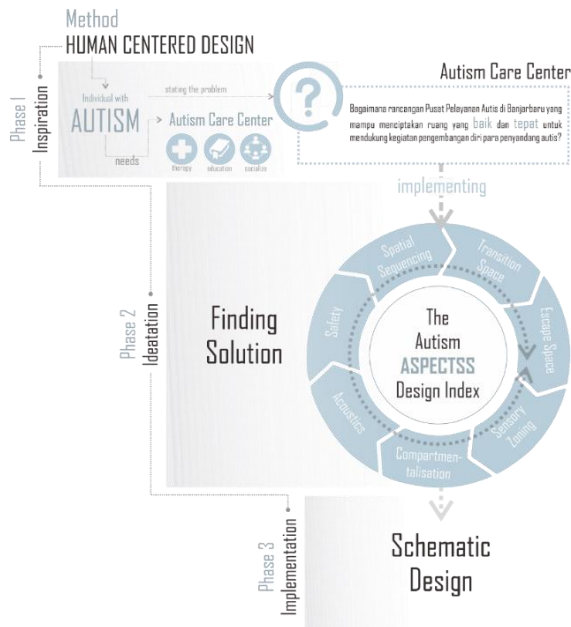 Method
HUMAN CENTERED DESIGN
Phase 1
Inspiration
Individual with
AUTISM
stating the problem
needs
Autism Care Center
therapy
education
socialize
?
Autism Care Center
Bagaimana rancangan Pusat Pelayanan Autis di Banjarbaru yang
mampu menciptakan ruang yang baik dan tepat untuk
mendukung kegiatan pengembangan diri para penyandang autis?
implementing
Phase 2
Ideatation
Finding
Solution
Spatial
Sequencing
Transition
Space
Escape Space
Sensory
Zoning
Compartmen-
talisation
Acoustics
Safety
The
Autism
ASPECTSS
Design Index
Phase 3
Implementation
Schematic
Design